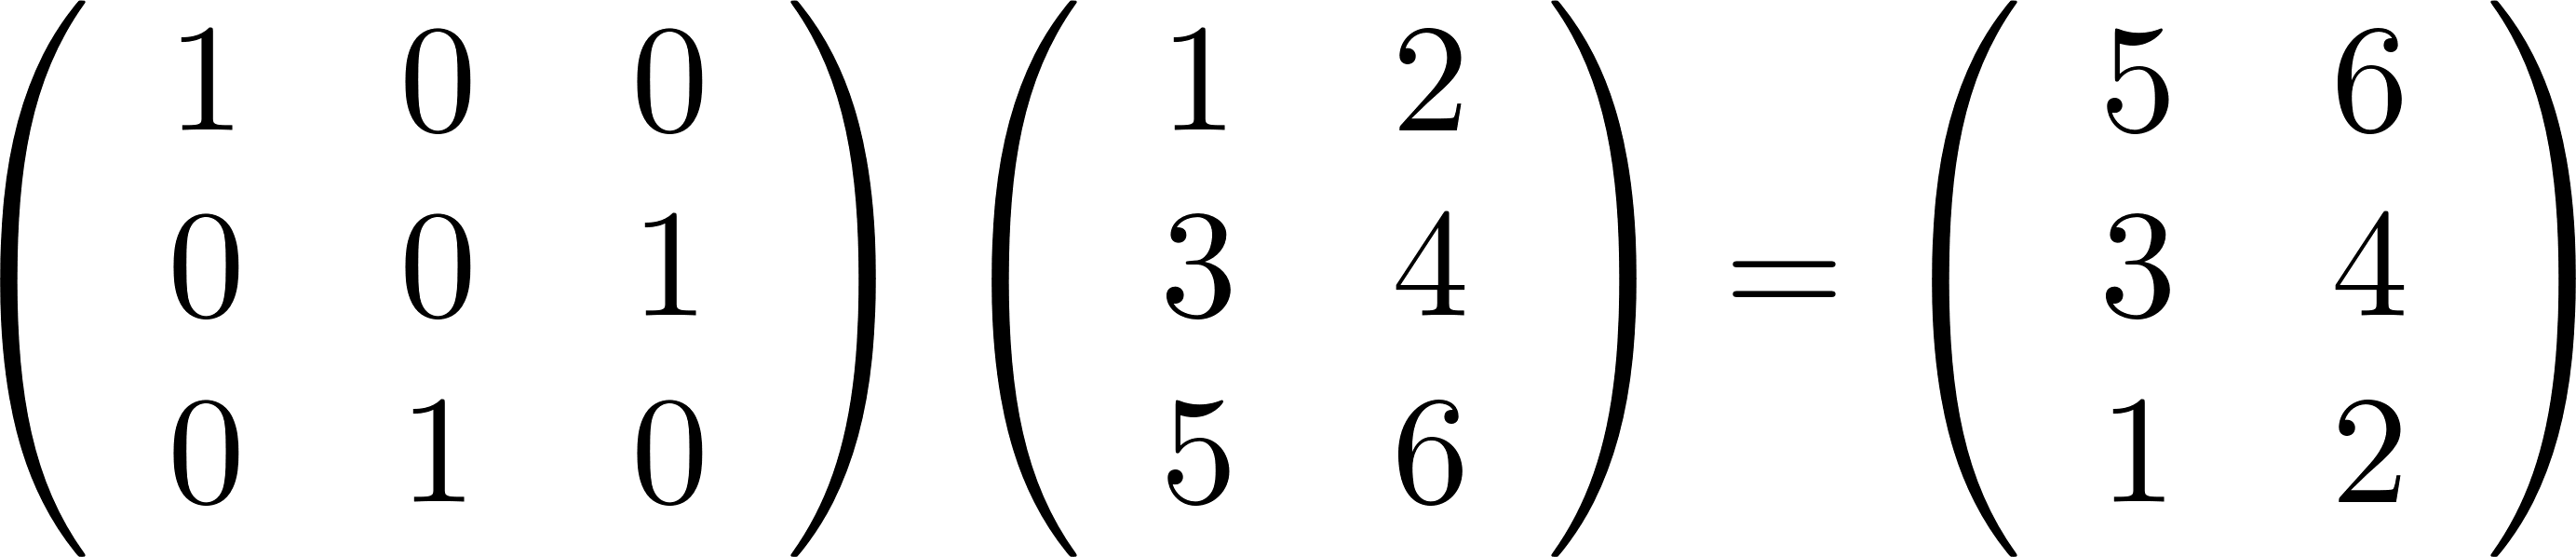 ( 1 0 0 ) ( 1 2 ) = ( 5 6 )
( 0 0 1 ) ( 3 4 ) = ( 3 4 )
( 0 1 0 ) ( 5 6 ) = ( 1 2 )